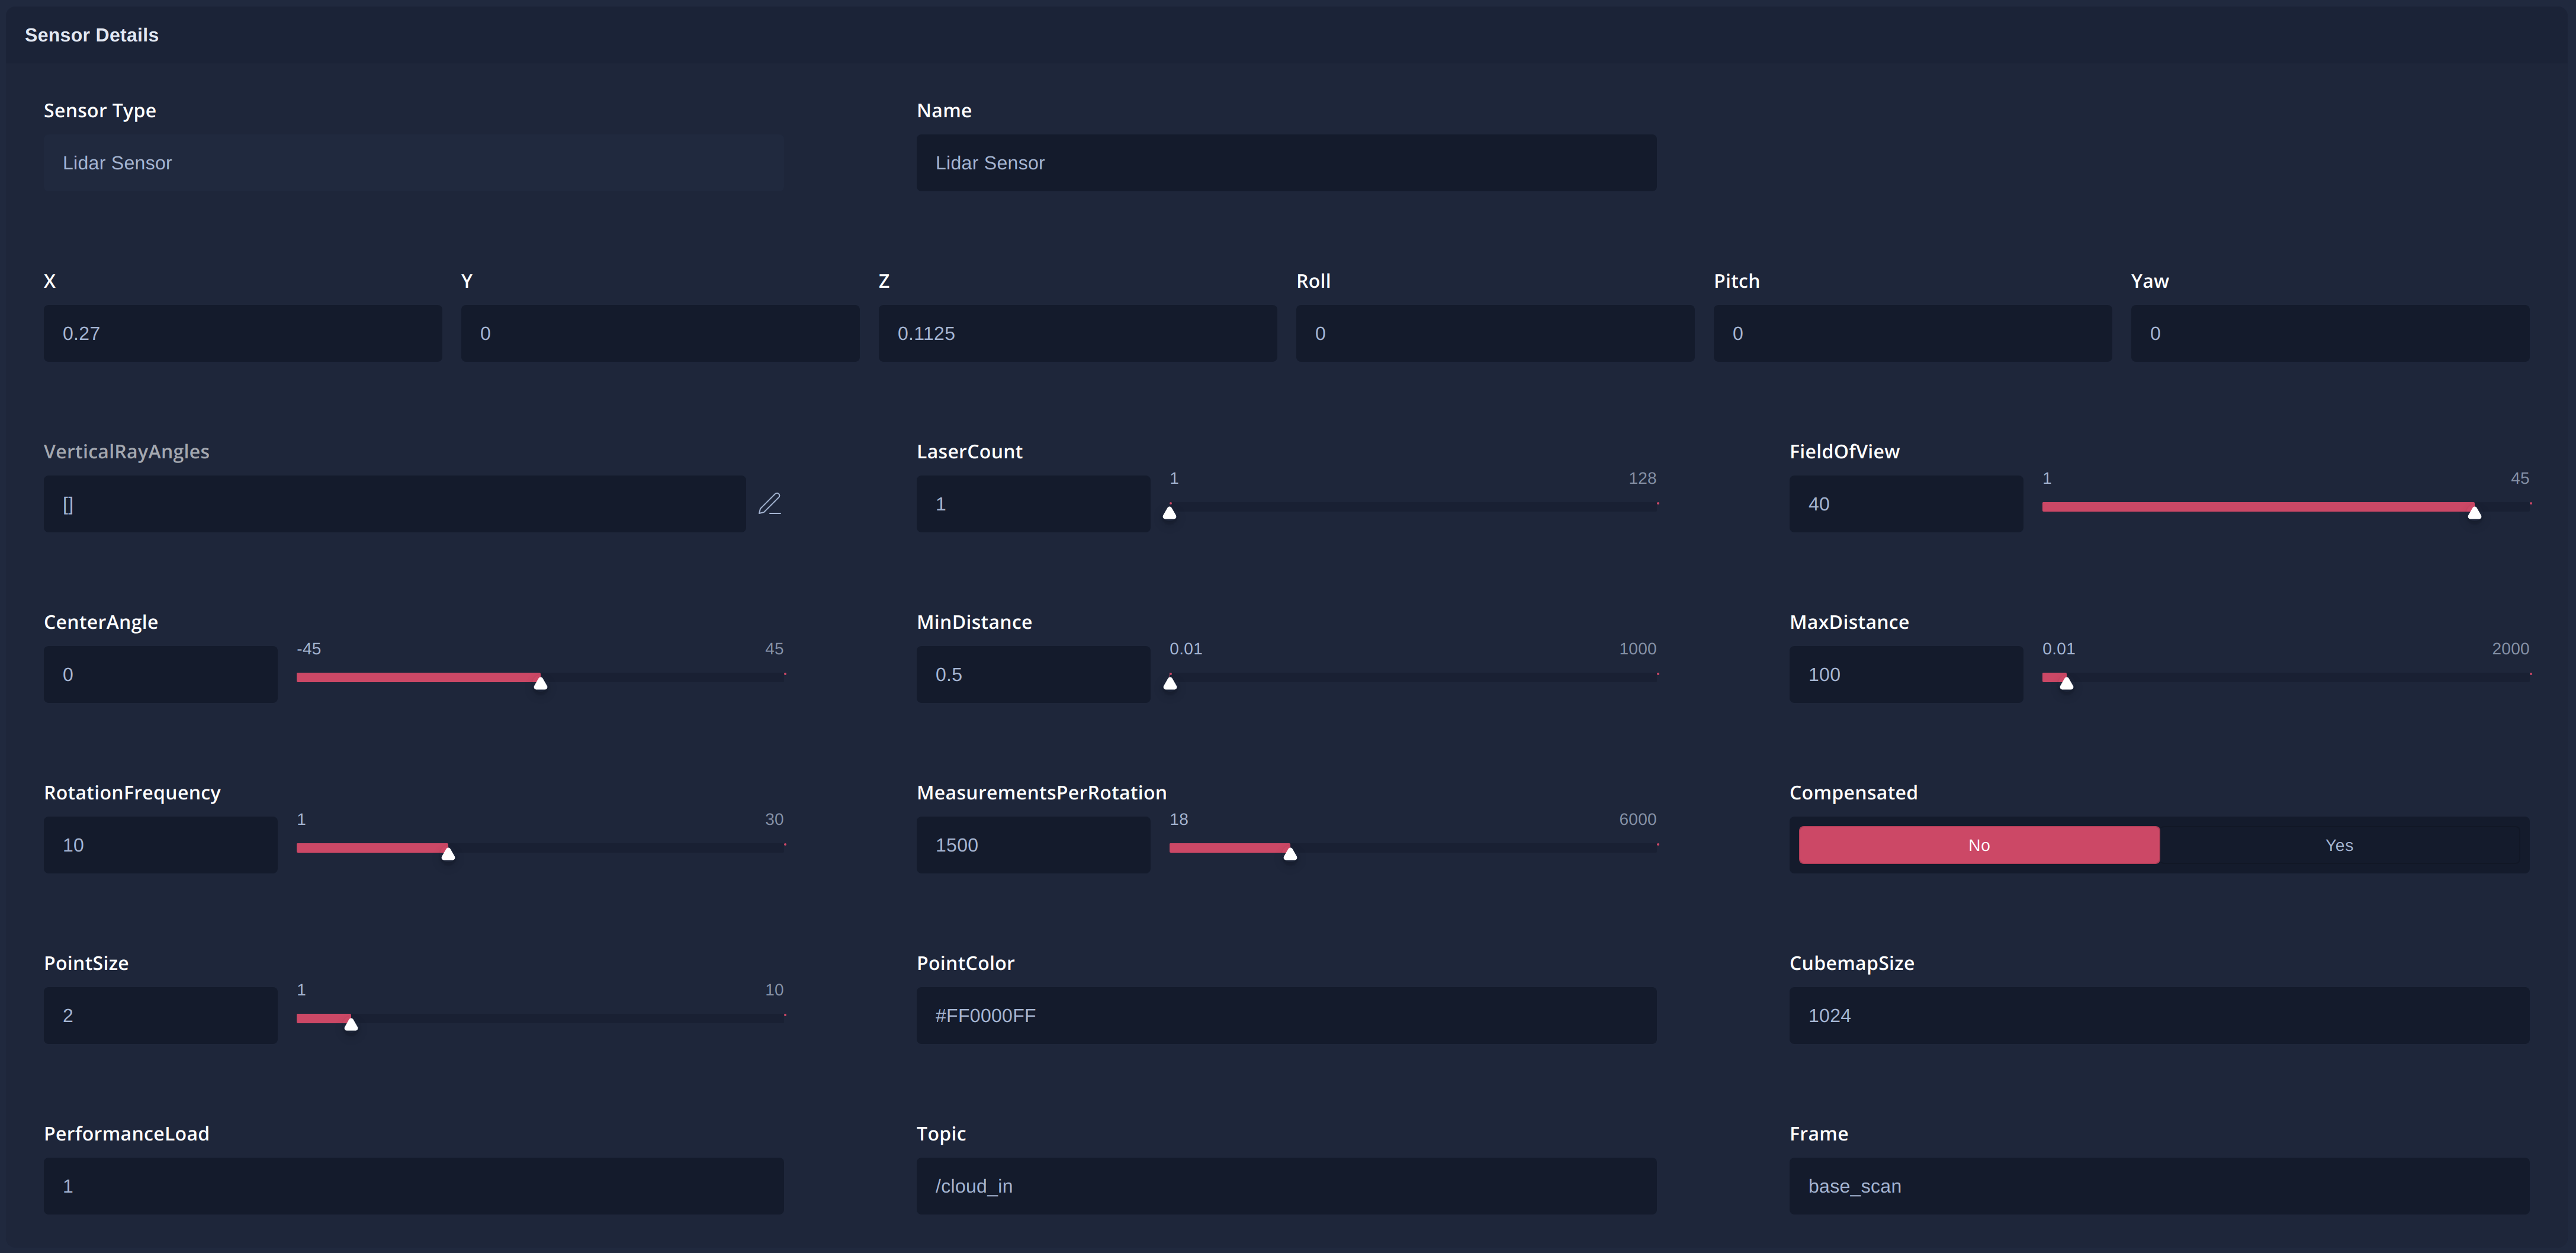 Sensor Details
Sensor Type
Name
Lidar Sensor
Lidar Sensor
X
Y
Z
Roll
Pitch
Yaw
0.27
0
0.1125
0
0
0
VerticalRayAngles
LaserCount
FieldOfView
[]
1
1
128
40
1
45
CenterAngle
MinDistance
MaxDistance
0
-45
45
0.5
0.01
1000
100
0.01
2000
RotationFrequency
MeasurementsPerRotation
Compensated
10
1
30
1500
18
6000
No
Yes
PointSize
PointColor
CubemapSize
2
1
10
#FF0000FF
1024
PerformanceLoad
Topic
Frame
1
/cloud_in
base_scan